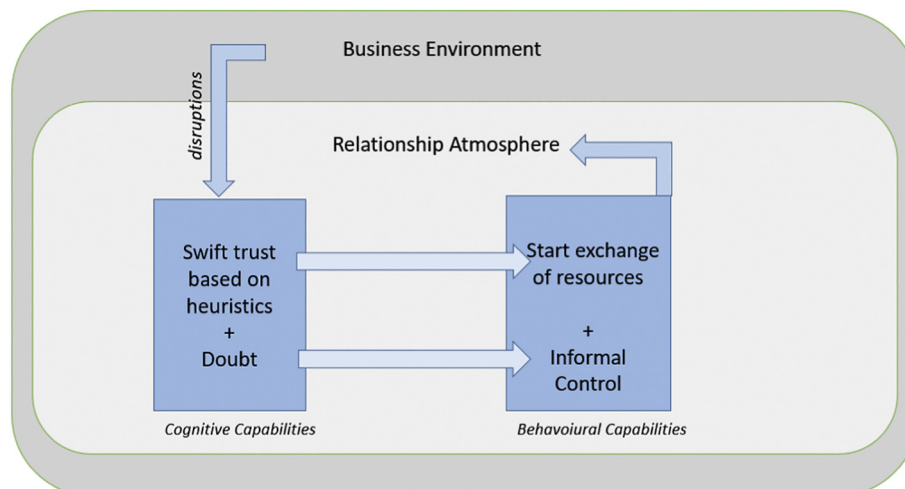 Business Environment
disruptions
Relationship Atmosphere
Swift trust
based on
heuristics
+
Doubt
Start exchange
of resources
+
Informal
Control
Cognitive Capabilities
Behavoiural Capabilities